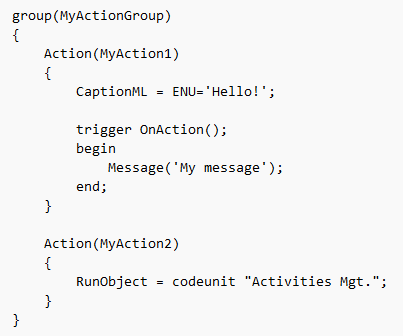 group(MyActionGroup)
{
    Action(MyAction1)
    {
        CaptionML = ENU='Hello!';

        trigger OnAction();
        begin
            Message('My message');
        end;
    }

    Action(MyAction2)
    {
        RunObject = codeunit "Activities Mgt.";
    }
}